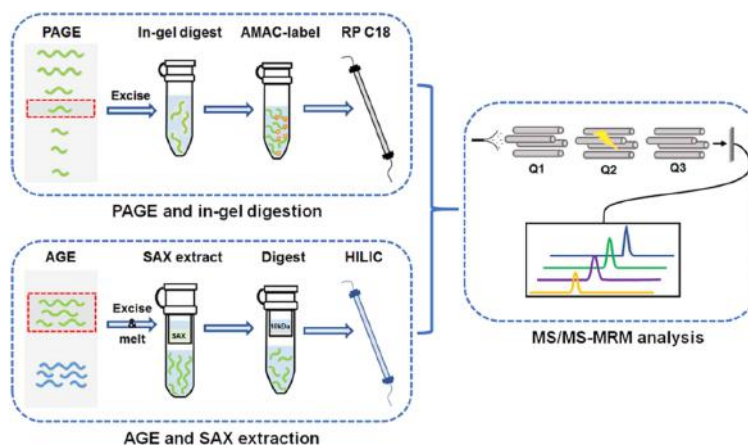 PAGE
In-gel digest
AMAC-label
RP C18
Excise
PAGE and in-gel digestion
AGE
SAX extract
Digest
HILIC
Excise
&
melt
SAX
10kDa
AGE and SAX extraction
Q1
Q2
Q3
MS/MS-MRM analysis